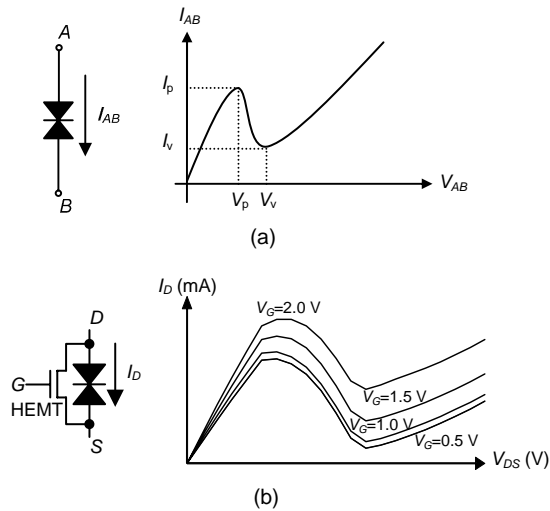 A
I_AB
B
I_AB
I_p
I_v
V_p
V_v
V_AB
(a)
D
G
HEMT
S
I_D
I_D (mA)
V_G=2.0 V
V_G=1.5 V
V_G=1.0 V
V_G=0.5 V
V_DS (V)
(b)